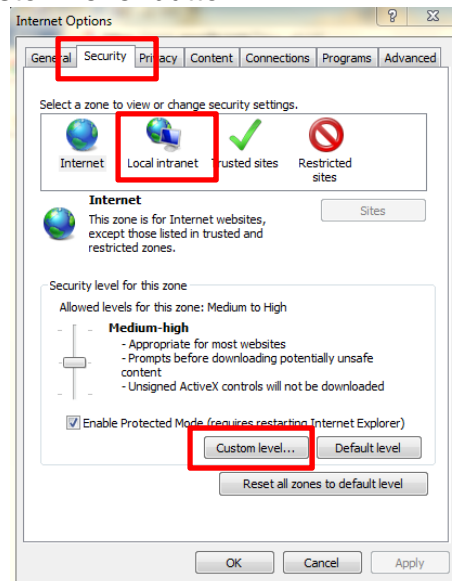 Internet Options
General Security Privacy Content Connections Programs Advanced
Select a zone to view or change security settings.
Internet Local intranet Trusted sites Restricted
sites
Internet
Sites
This zone is for Internet websites,
except those listed in trusted and
restricted zones.
Security level for this zone
Allowed levels for this zone: Medium to High
Medium-high
- Appropriate for most websites
- Prompts before downloading potentially unsafe
content
- Unsigned ActiveX controls will not be downloaded
Enable Protected Mode (requires restarting Internet Explorer)
Custom level... Default level
Reset all zones to default level
OK Cancel Apply